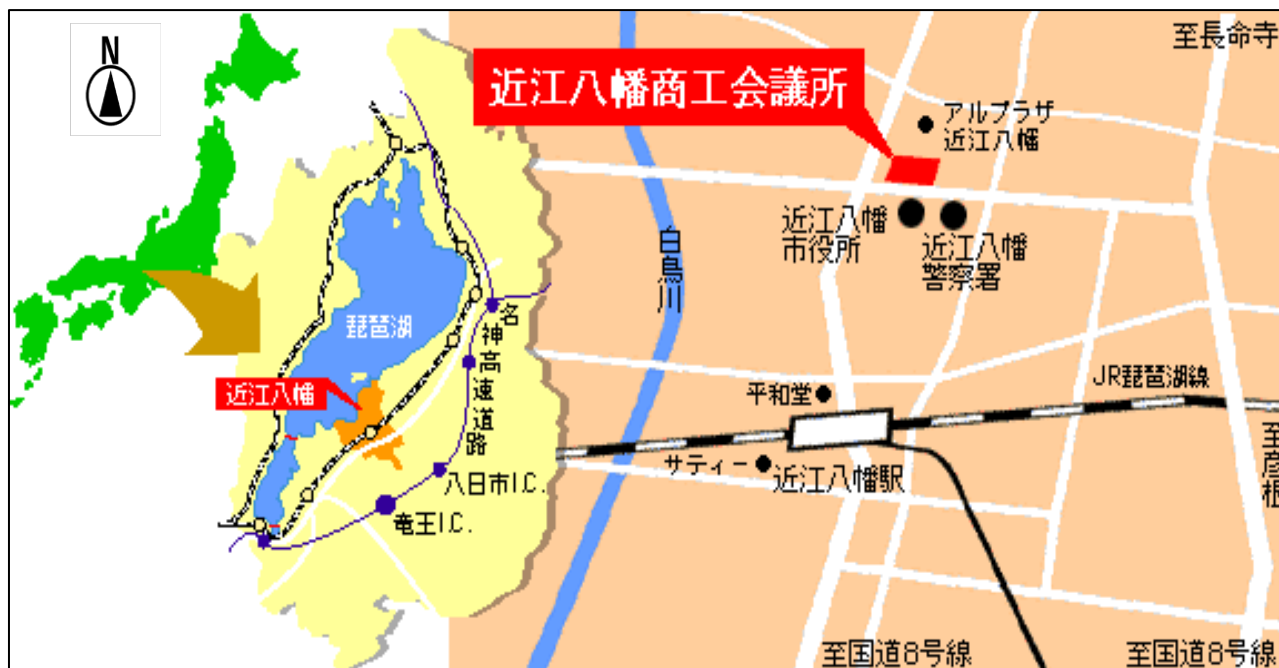 N
近江八幡商工会議所
至長命寺
アルプラザ
近江八幡
近江八幡
市役所
近江八幡
警察署
白鳥川
琵琶湖
近江八幡
名神高速道路
八日市I.C.
竜王I.C.
平和堂
JR琵琶湖線
サティー
近江八幡駅
至彦根
至国道8号線
至国道8号線